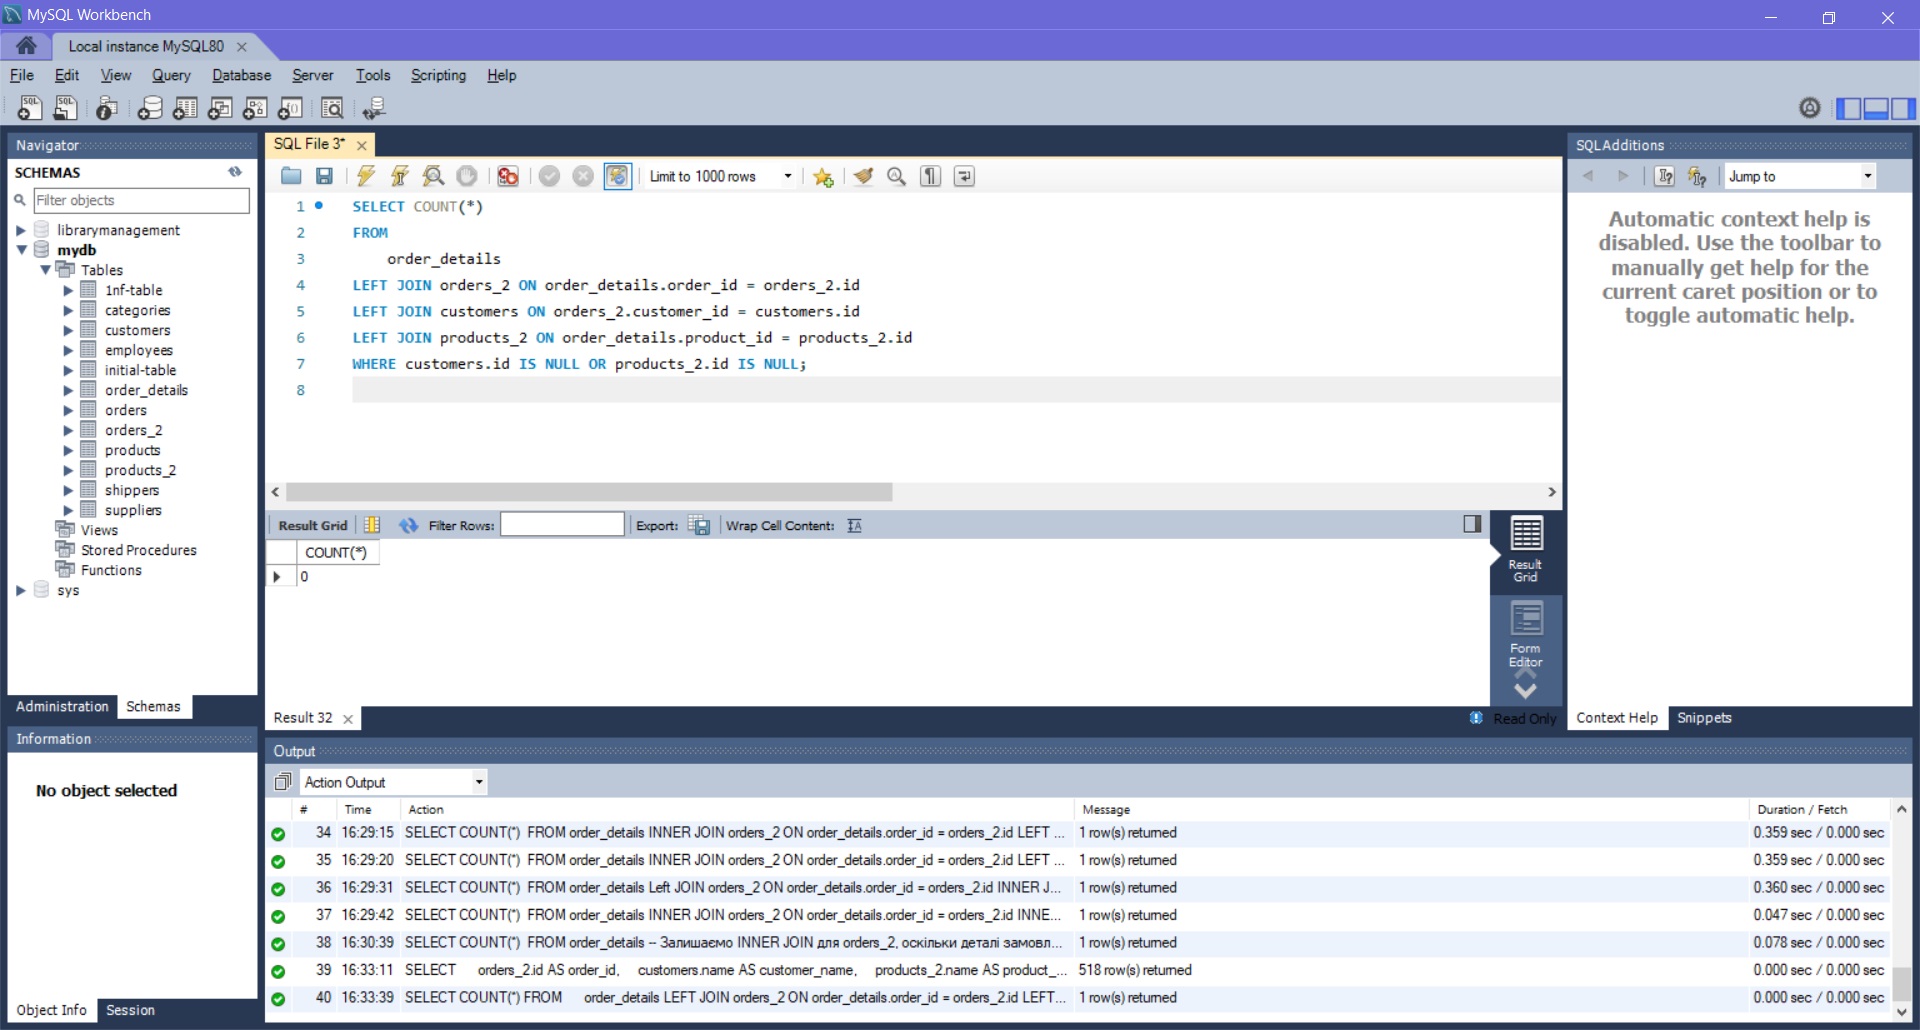 MySQL Workbench
Local instance MySQL80
File Edit View Query Database Server Tools Scripting Help
Navigator
SCHEMAS
Filter objects
librarymanagement
mydb
Tables
1nf-table
categories
customers
employees
initial-table
order_details
orders
orders_2
products
products_2
shippers
suppliers
Views
Stored Procedures
Functions
sys
Administration Schemas
Information
No object selected
Object Info Session
SQL File 3*
Limit to 1000 rows
1 SELECT COUNT(*)
2 FROM
3 order_details
4 LEFT JOIN orders_2 ON order_details.order_id = orders_2.id
5 LEFT JOIN customers ON orders_2.customer_id = customers.id
6 LEFT JOIN products_2 ON order_details.product_id = products_2.id
7 WHERE customers.id IS NULL OR products_2.id IS NULL;
8
Result Grid Filter Rows: Export: Wrap Cell Content:
COUNT(*)
0
Result
Grid
Form
Editor
Result 32
Read Only
SQLAdditions
Jump to
Automatic context help is
disabled. Use the toolbar to
manually get help for the
current caret position or to
toggle automatic help.
Context Help Snippets
Output
Action Output
# Time Action Message Duration / Fetch
34 16:29:15 SELECT COUNT(*) FROM order_details INNER JOIN orders_2 ON order_details.order_id = orders_2.id LEFT ... 1 row(s) returned 0.359 sec / 0.000 sec
35 16:29:20 SELECT COUNT(*) FROM order_details INNER JOIN orders_2 ON order_details.order_id = orders_2.id LEFT ... 1 row(s) returned 0.359 sec / 0.000 sec
36 16:29:31 SELECT COUNT(*) FROM order_details Left JOIN orders_2 ON order_details.order_id = orders_2.id INNER J... 1 row(s) returned 0.360 sec / 0.000 sec
37 16:29:42 SELECT COUNT(*) FROM order_details INNER JOIN orders_2 ON order_details.order_id = orders_2.id INNE... 1 row(s) returned 0.047 sec / 0.000 sec
38 16:30:39 SELECT COUNT(*) FROM order_details -- Залишаємо INNER JOIN для orders_2, оскільки деталі замовл... 1 row(s) returned 0.078 sec / 0.000 sec
39 16:33:11 SELECT orders_2.id AS order_id, customers.name AS customer_name, products_2.name AS product_... 518 row(s) returned 0.000 sec / 0.000 sec
40 16:33:39 SELECT COUNT(*) FROM order_details LEFT JOIN orders_2 ON order_details.order_id = orders_2.id LEFT... 1 row(s) returned 0.000 sec / 0.000 sec